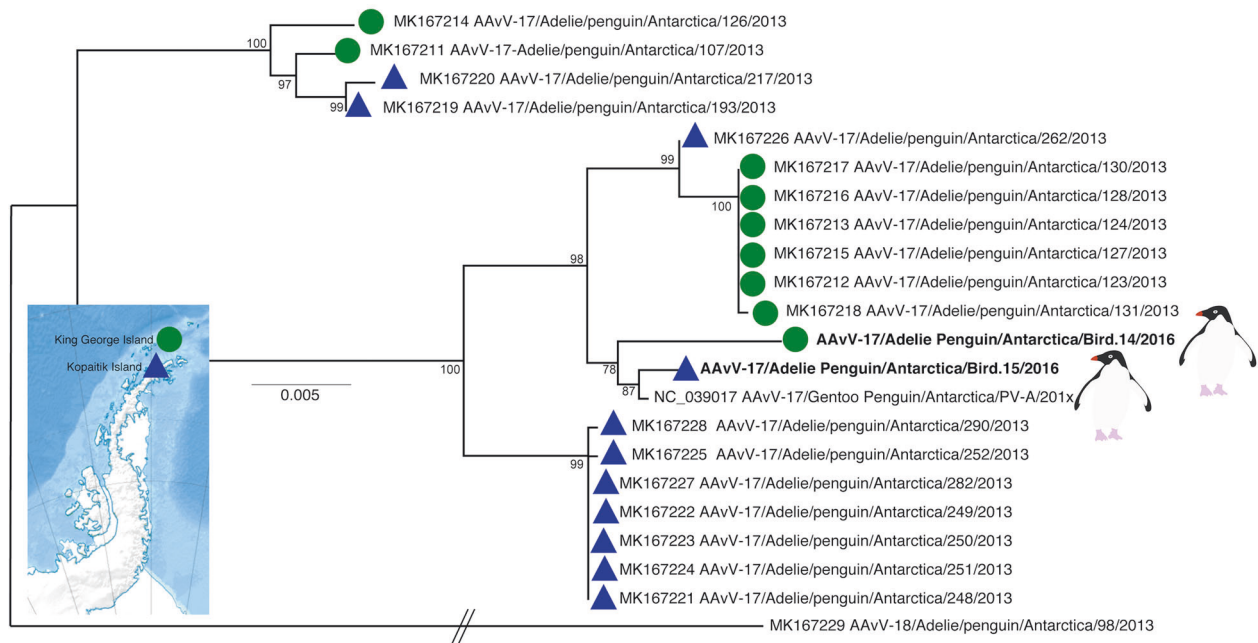 MK167214 AAvV-17/Adelie/penguin/Antarctica/126/2013
100
MK167211 AAvV-17-Adelie/penguin/Antarctica/107/2013
MK167220 AAvV-17/Adelie/penguin/Antarctica/217/2013
97
99
MK167219 AAvV-17/Adelie/penguin/Antarctica/193/2013
MK167226 AAvV-17/Adelie/penguin/Antarctica/262/2013
99
MK167217 AAvV-17/Adelie/penguin/Antarctica/130/2013
MK167216 AAvV-17/Adelie/penguin/Antarctica/128/2013
100
MK167213 AAvV-17/Adelie/penguin/Antarctica/124/2013
MK167215 AAvV-17/Adelie/penguin/Antarctica/127/2013
98
MK167212 AAvV-17/Adelie/penguin/Antarctica/123/2013
MK167218 AAvV-17/Adelie/penguin/Antarctica/131/2013
King George Island
AAvV-17/Adelie Penguin/Antarctica/Bird.14/2016
Kopaitik Island
100
78
AAvV-17/Adelie Penguin/Antarctica/Bird.15/2016
0.005
87
NC_039017 AAvV-17/Gentoo Penguin/Antarctica/PV-A/201x
MK167228 AAvV-17/Adelie/penguin/Antarctica/290/2013
99
MK167225 AAvV-17/Adelie/penguin/Antarctica/252/2013
MK167227 AAvV-17/Adelie/penguin/Antarctica/282/2013
MK167222 AAvV-17/Adelie/penguin/Antarctica/249/2013
MK167223 AAvV-17/Adelie/penguin/Antarctica/250/2013
MK167224 AAvV-17/Adelie/penguin/Antarctica/251/2013
MK167221 AAvV-17/Adelie/penguin/Antarctica/248/2013
MK167229 AAvV-18/Adelie/penguin/Antarctica/98/2013